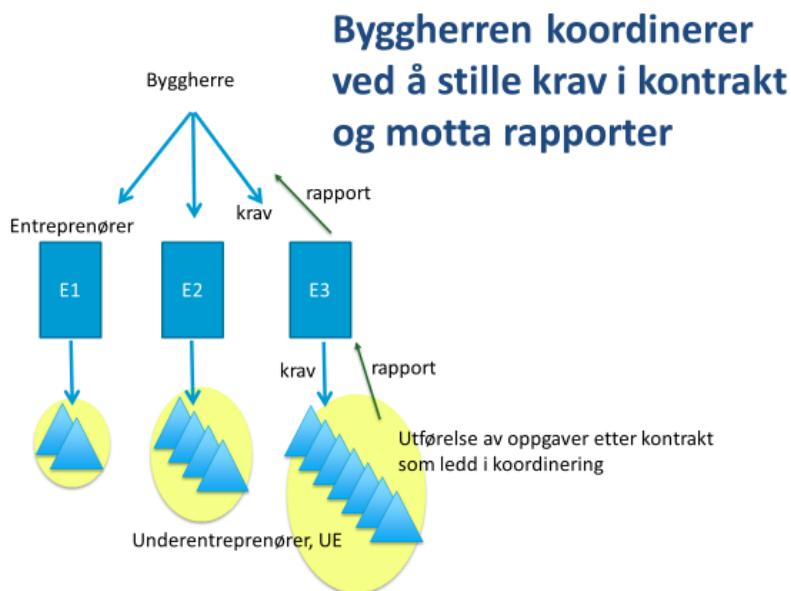 Byggherren koordinerer
ved å stille krav i kontrakt
og motta rapporter
Byggherre
rapport
krav
Entreprenører
E1
E2
E3
krav
rapport
Utførelse av oppgaver etter kontrakt
som ledd i koordinering
Underentreprenører, UE